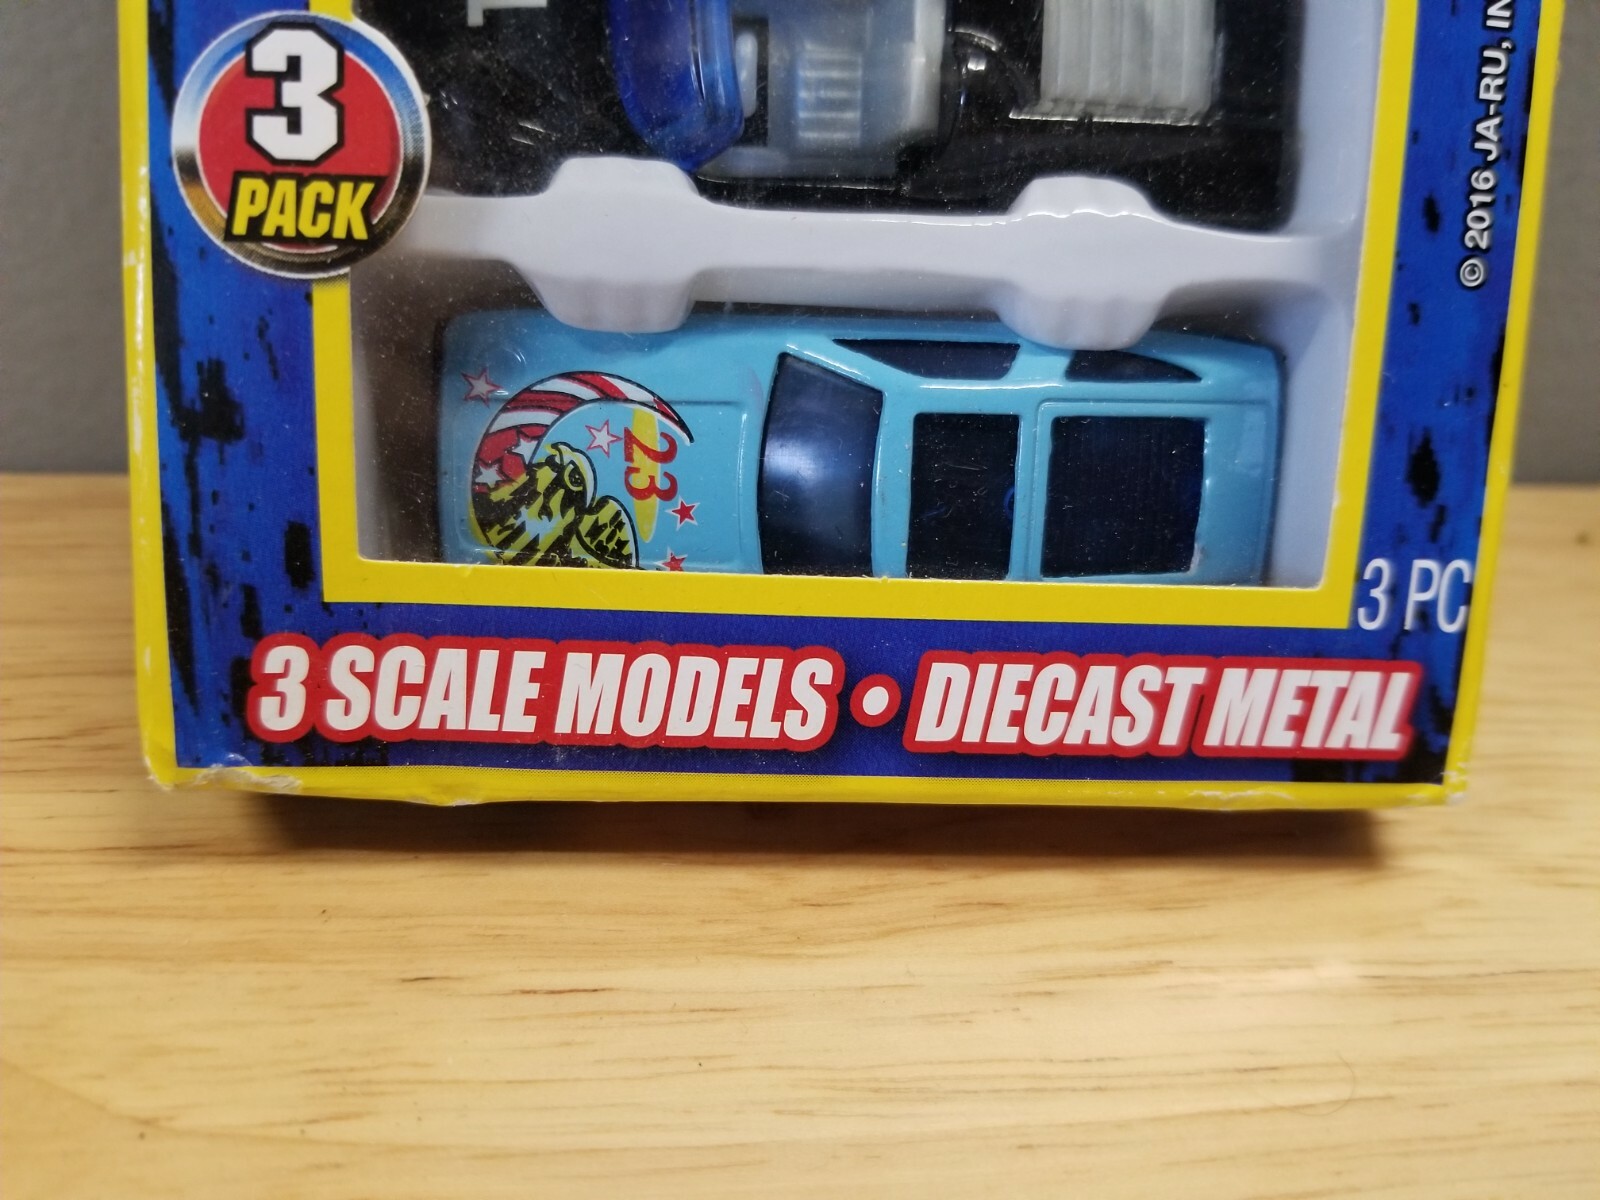 3
PACK
© 2016 JA-RU, IN
23
3 PC
3 SCALE MODELS • DIECAST METAL